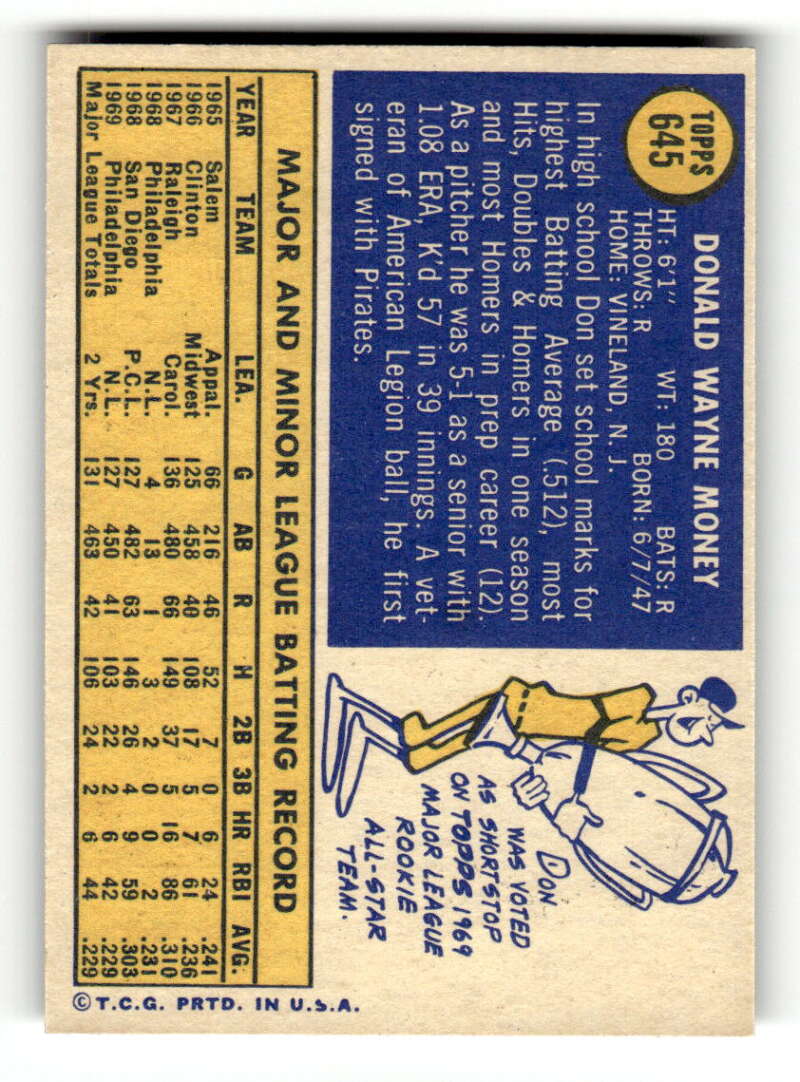 TOPPS
645
DONALD WAYNE MONEY
HT: 6'1" WT: 180 BATS: R
THROWS: R BORN: 6/7/47
HOME: VINELAND, N. J.
In high school Don set school marks for
highest Batting Average (.512), most
Hits, Doubles & Homers in one season
and most Homers in prep career (12).
As a pitcher he was 5-1 as a senior with
1.08 ERA, K'd 57 in 39 innings. A vet-
eran of American Legion ball, he first
signed with Pirates.
DON
WAS VOTED
AS SHORTSTOP
ON TOPPS 1969
MAJOR LEAGUE
ROOKIE
ALL-STAR
TEAM.
MAJOR AND MINOR LEAGUE BATTING RECORD
YEAR TEAM LEA. G AB R H 2B 3B HR RBI AVG.
1965 Salem Appal. 66 216 46 52 7 0 6 24 .241
1966 Clinton Midwest 125 458 40 108 17 5 7 61 .236
1967 Raleigh Carol. 136 480 66 149 37 5 16 86 .310
1968 Philadelphia N.L. 4 13 1 3 2 0 0 2 .231
1968 San Diego P.C.L. 127 482 63 146 26 4 9 59 .303
1969 Philadelphia N.L. 127 450 41 103 22 2 6 42 .229
Major League Totals 2 Yrs. 131 463 42 106 24 2 6 44 .229
© T.C.G. PRTD. IN U.S.A.